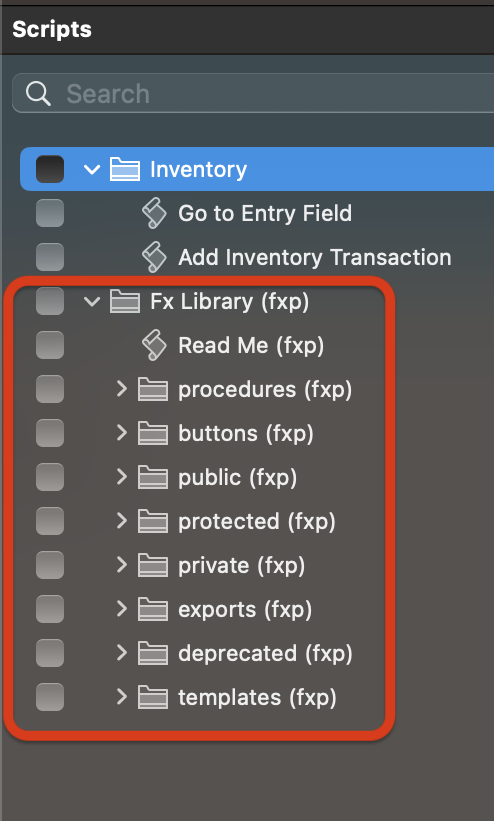 Scripts
Search
Inventory
Go to Entry Field
Add Inventory Transaction
Fx Library (fxp)
Read Me (fxp)
procedures (fxp)
buttons (fxp)
public (fxp)
protected (fxp)
private (fxp)
exports (fxp)
deprecated (fxp)
templates (fxp)